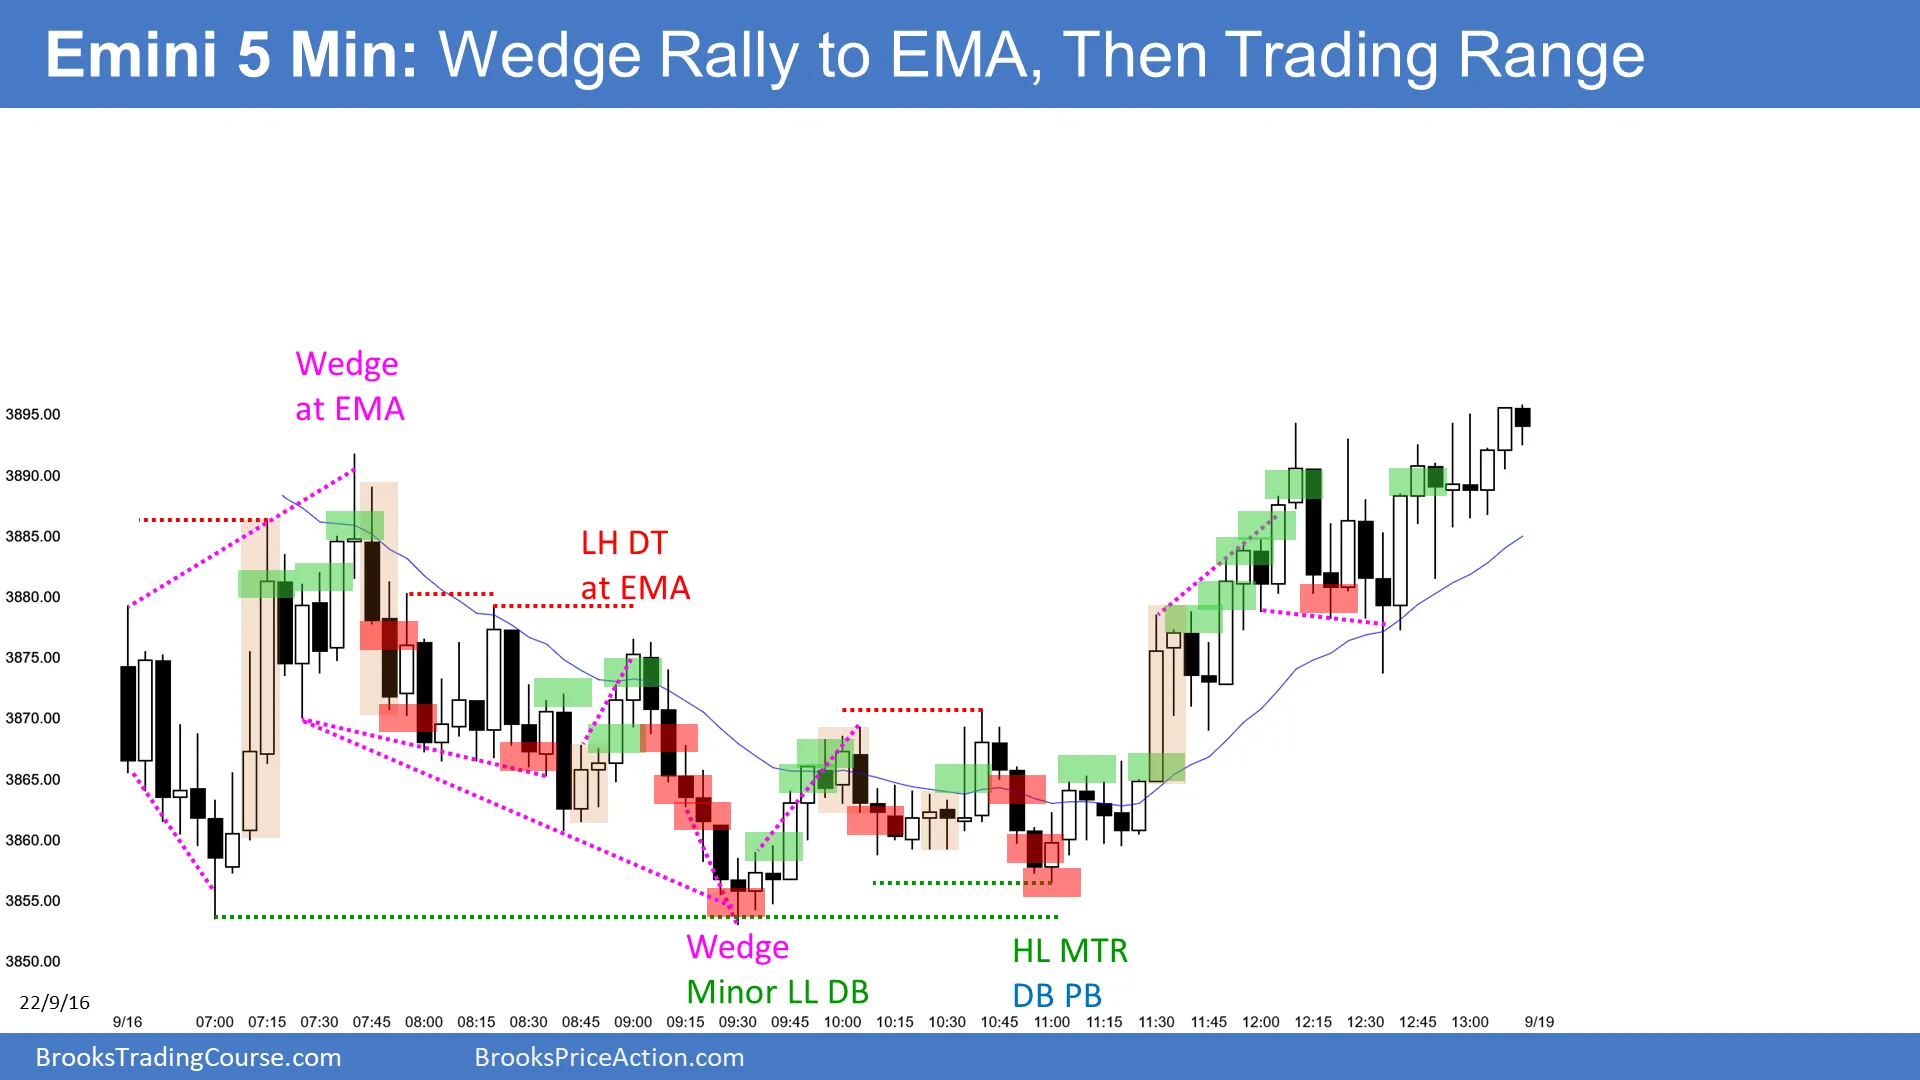 Emini 5 Min: Wedge Rally to EMA, Then Trading Range
Wedge
at EMA
LH DT
at EMA
3895.00
3890.00
3885.00
3880.00
3875.00
3870.00
3865.00
3860.00
3855.00
3850.00
Wedge
Minor LL DB
HL MTR
DB PB
22/9/16
9/16 07:00 07:15 07:30 07:45 08:00 08:15 08:30 08:45 09:00 09:15 09:30 09:45 10:00 10:15 10:30 10:45 11:00 11:15 11:30 11:45 12:00 12:15 12:30 12:45 13:00 9/19
BrooksTradingCourse.com BrooksPriceAction.com